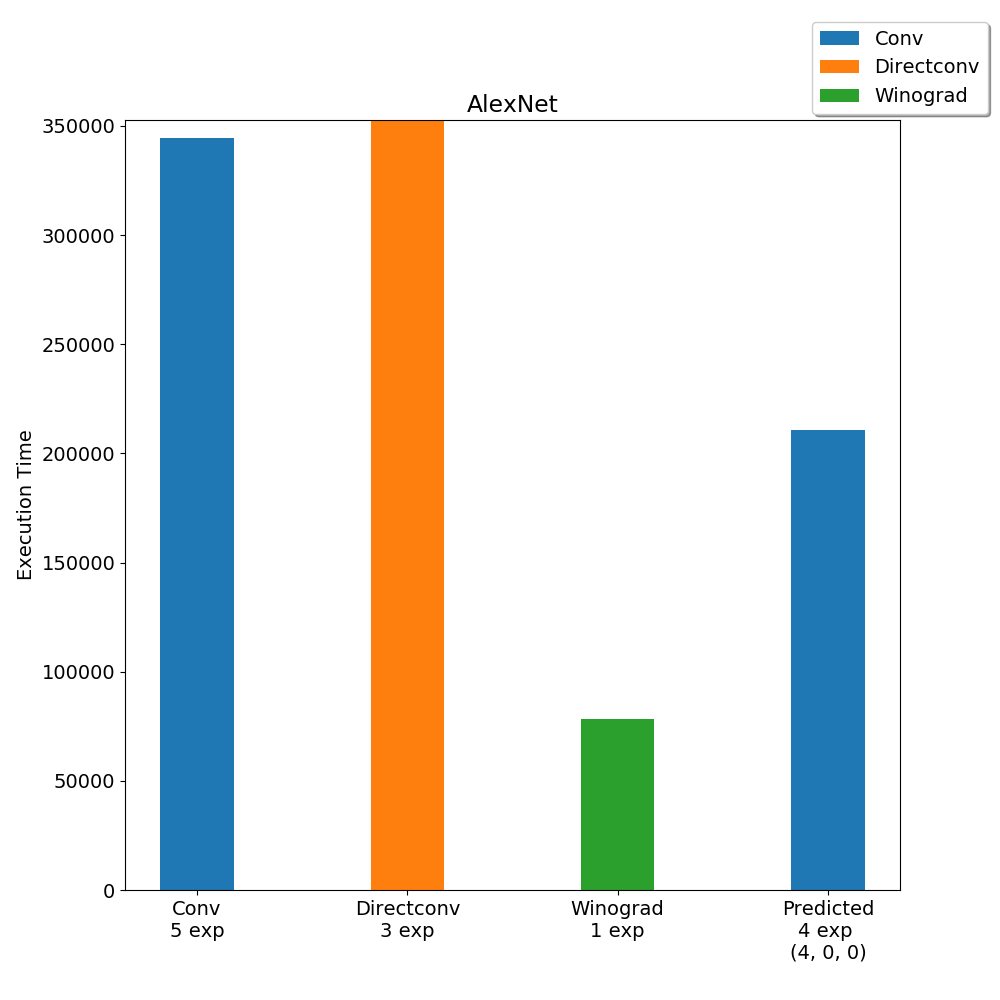 Conv
Directconv
Winograd
AlexNet
350000
300000
250000
200000
150000
100000
50000
0
Execution Time
Conv
5 exp
Directconv
3 exp
Winograd
1 exp
Predicted
4 exp
(4, 0, 0)